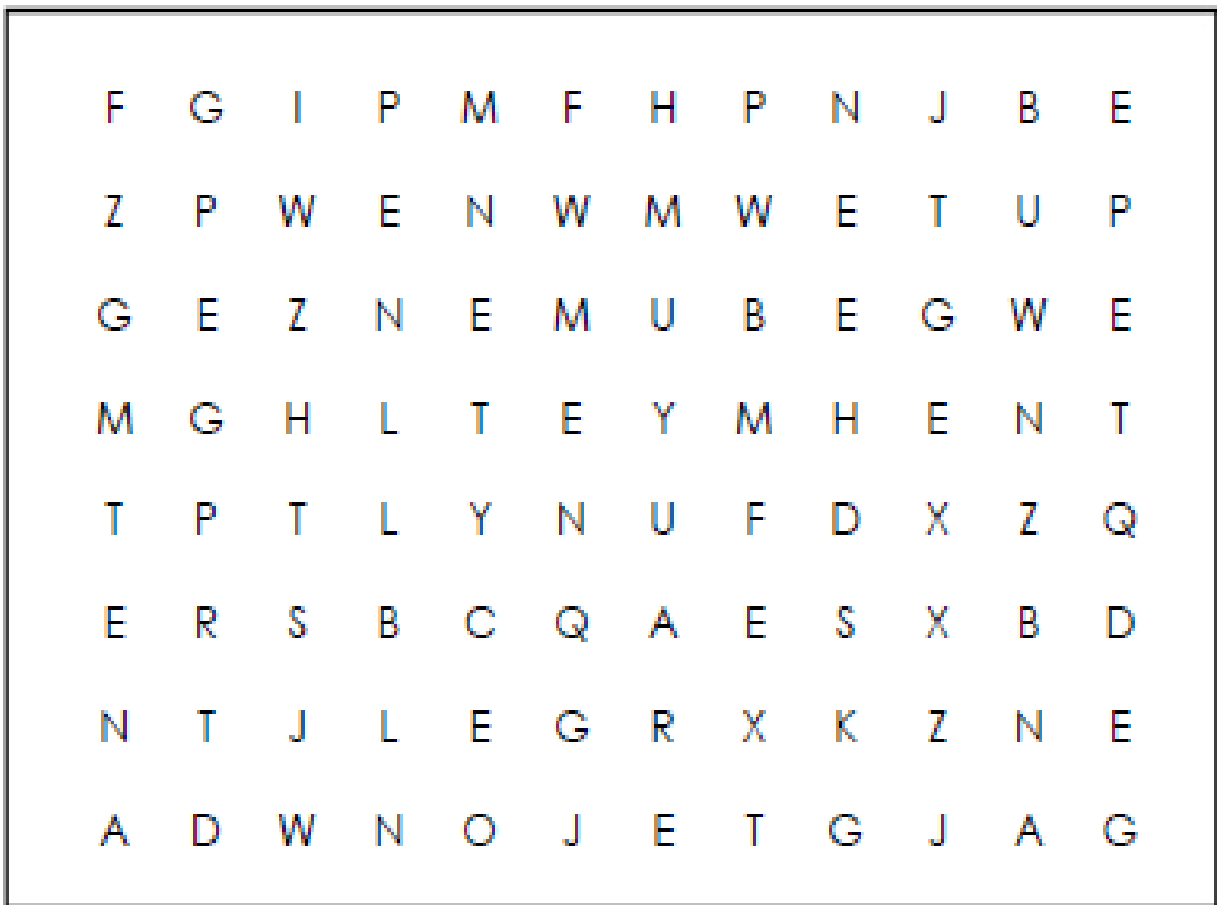 F G I P M F H P N J B E
Z P W E N W M W E T U P
G E Z N E M U B E G W E
M G H L T E Y M H E N T
T P T L Y N U F D X Z Q
E R S B C Q A E S X B D
N T J L E G R X K Z N E
A D W N O J E T G J A G